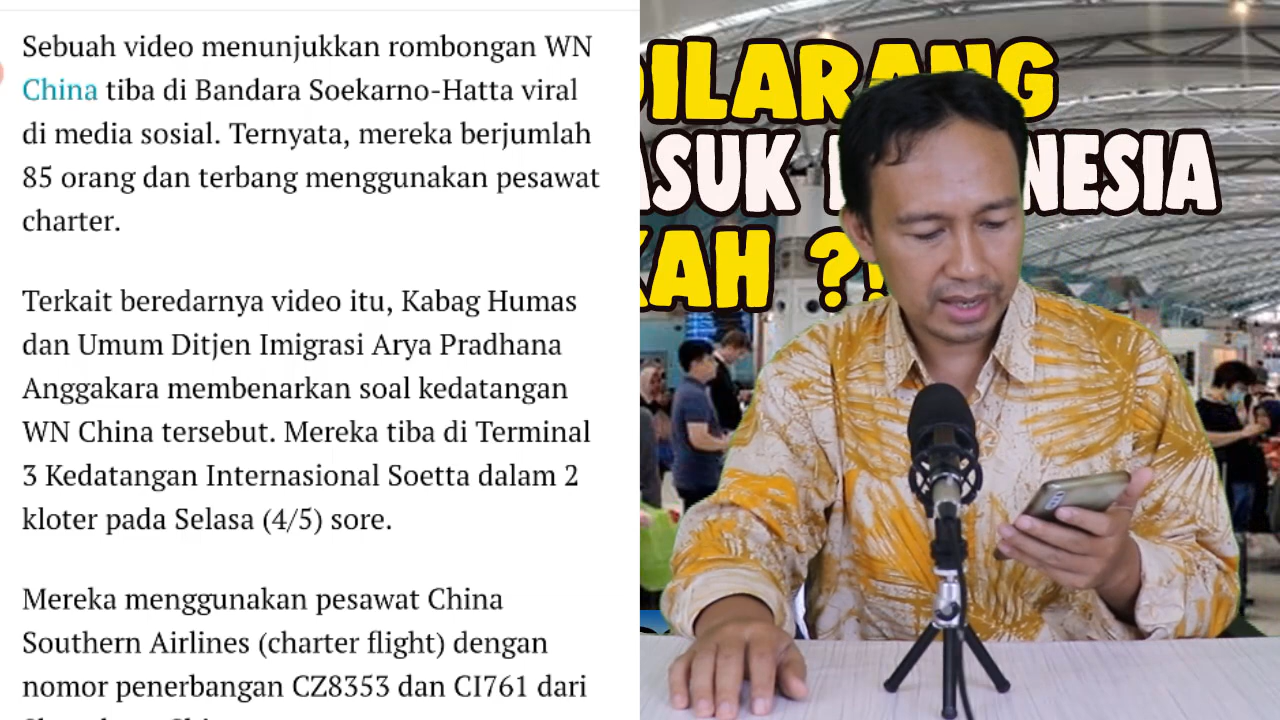 Sebuah video menunjukkan rombongan WN
China tiba di Bandara Soekarno-Hatta viral
di media sosial. Ternyata, mereka berjumlah
85 orang dan terbang menggunakan pesawat
charter.
Terkait beredarnya video itu, Kabag Humas
dan Umum Ditjen Imigrasi Arya Pradhana
Anggakara membenarkan soal kedatangan
WN China tersebut. Mereka tiba di Terminal
3 Kedatangan Internasional Soetta dalam 2
kloter pada Selasa (4/5) sore.
Mereka menggunakan pesawat China
Southern Airlines (charter flight) dengan
nomor penerbangan CZ8353 dan CI761 dari
DILARANG
ASUK NESIA
KAH ?!